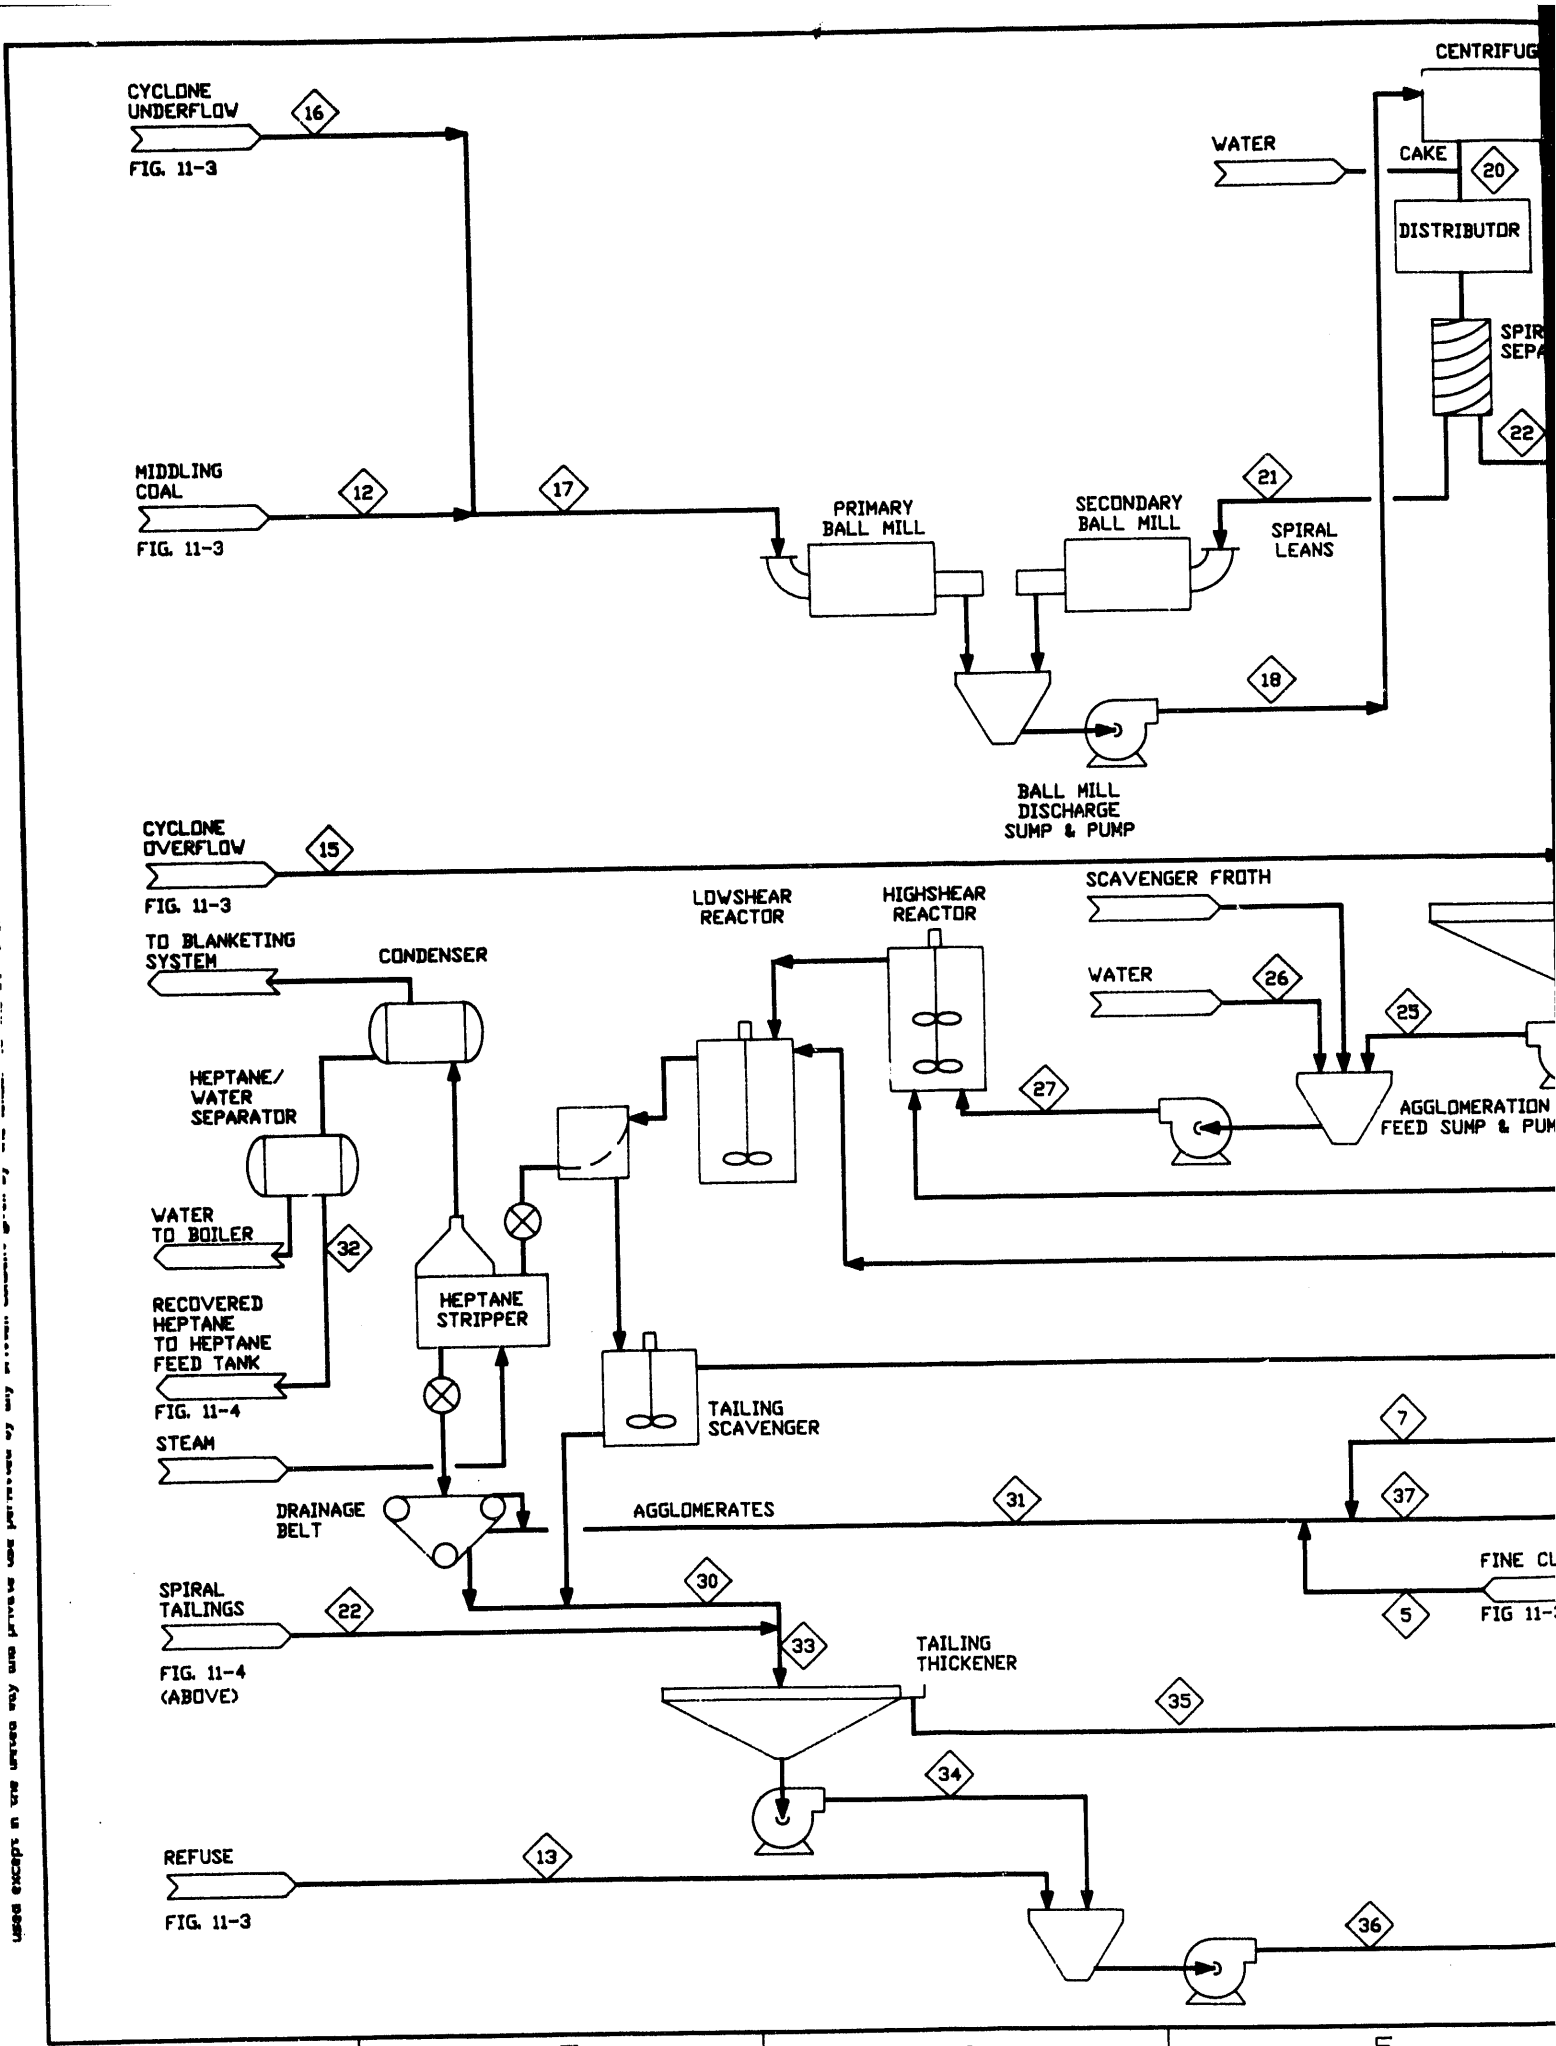 CENTRIFUG
CYCLONE
UNDERFLOW
16
FIG. 11-3
WATER
CAKE
20
DISTRIBUTOR
SPIR
SEPA
22
MIDDLING
COAL
12
FIG. 11-3
17
PRIMARY
BALL MILL
SECONDARY
BALL MILL
21
SPIRAL
LEANS
18
BALL MILL
DISCHARGE
SUMP & PUMP
CYCLONE
OVERFLOW
15
FIG. 11-3
TO BLANKETING
SYSTEM
CONDENSER
LOWSHEAR
REACTOR
HIGHSHEAR
REACTOR
SCAVENGER FROTH
WATER
26
25
27
AGGLOMERATION
FEED SUMP & PUM
HEPTANE/
WATER
SEPARATOR
WATER
TO BOILER
32
RECOVERED
HEPTANE
TO HEPTANE
FEED TANK
FIG. 11-4
HEPTANE
STRIPPER
STEAM
TAILING
SCAVENGER
7
DRAINAGE
BELT
AGGLOMERATES
31
37
FINE CL
FIG 11-3
5
SPIRAL
TAILINGS
22
FIG. 11-4
(ABOVE)
30
33
TAILING
THICKENER
35
34
REFUSE
13
FIG. 11-3
36